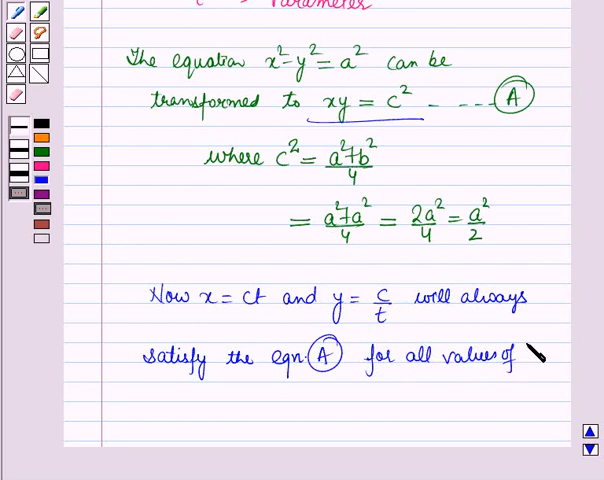 Parameter
The equation x² - y² = a² can be
transformed to xy = c² - - --- (A)
where c² = a²+b²/4
= a²+a²/4 = 2a²/4 = a²/2
Now x = ct and y = c/t will always
satisfy the eqn. (A) for all values of